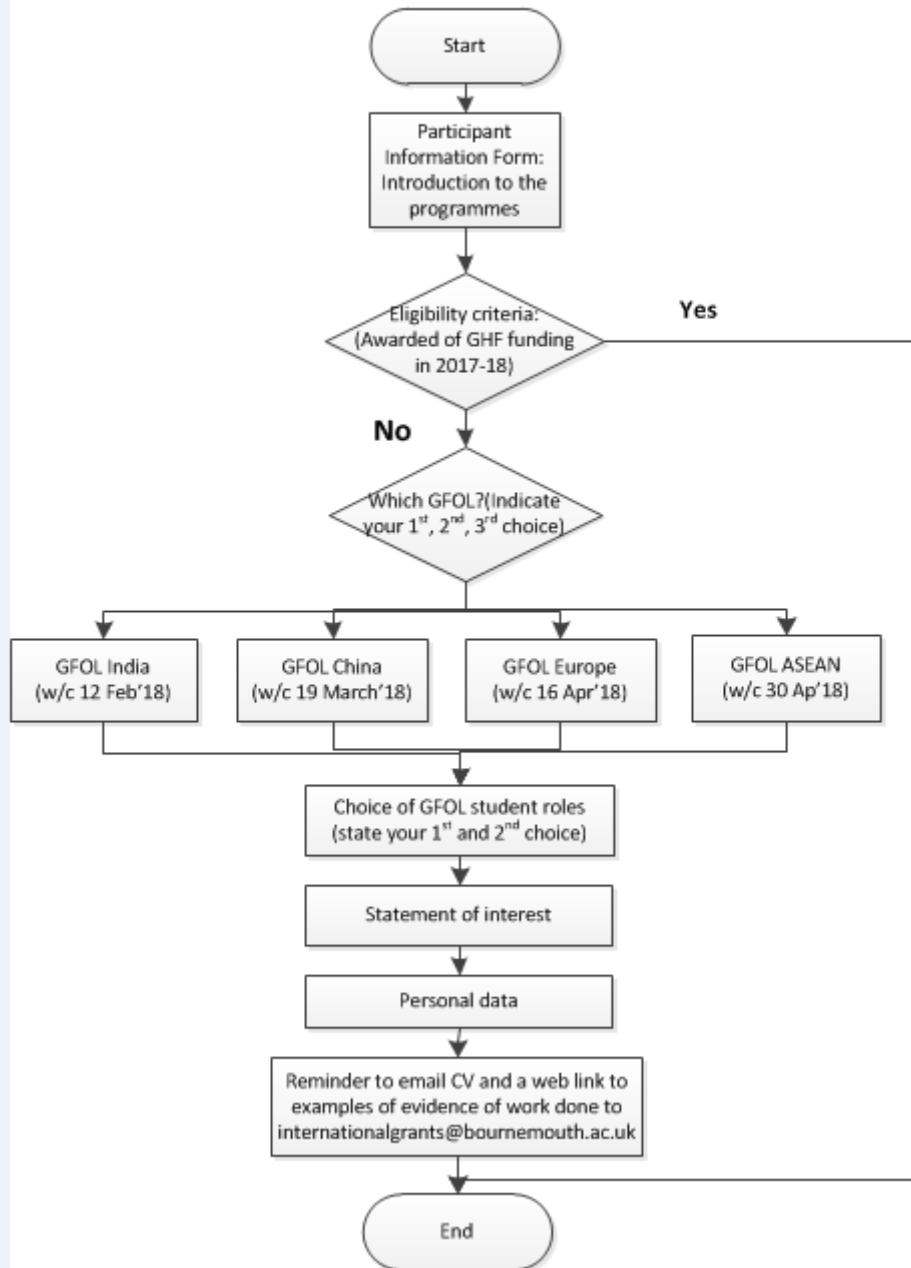 Start
Participant
Information Form:
Introduction to the
programmes
Eligibility criteria:
(Awarded of GHF funding
in 2017-18)
Yes
No
Which GFOL?(Indicate
your 1st, 2nd, 3rd choice)
GFOL India
(w/c 12 Feb'18)
GFOL China
(w/c 19 March'18)
GFOL Europe
(w/c 16 Apr'18)
GFOL ASEAN
(w/c 30 Ap'18)
Choice of GFOL student roles
(state your 1st and 2nd choice)
Statement of interest
Personal data
Reminder to email CV and a web link to
examples of evidence of work done to
internationalgrants@bournemouth.ac.uk
End